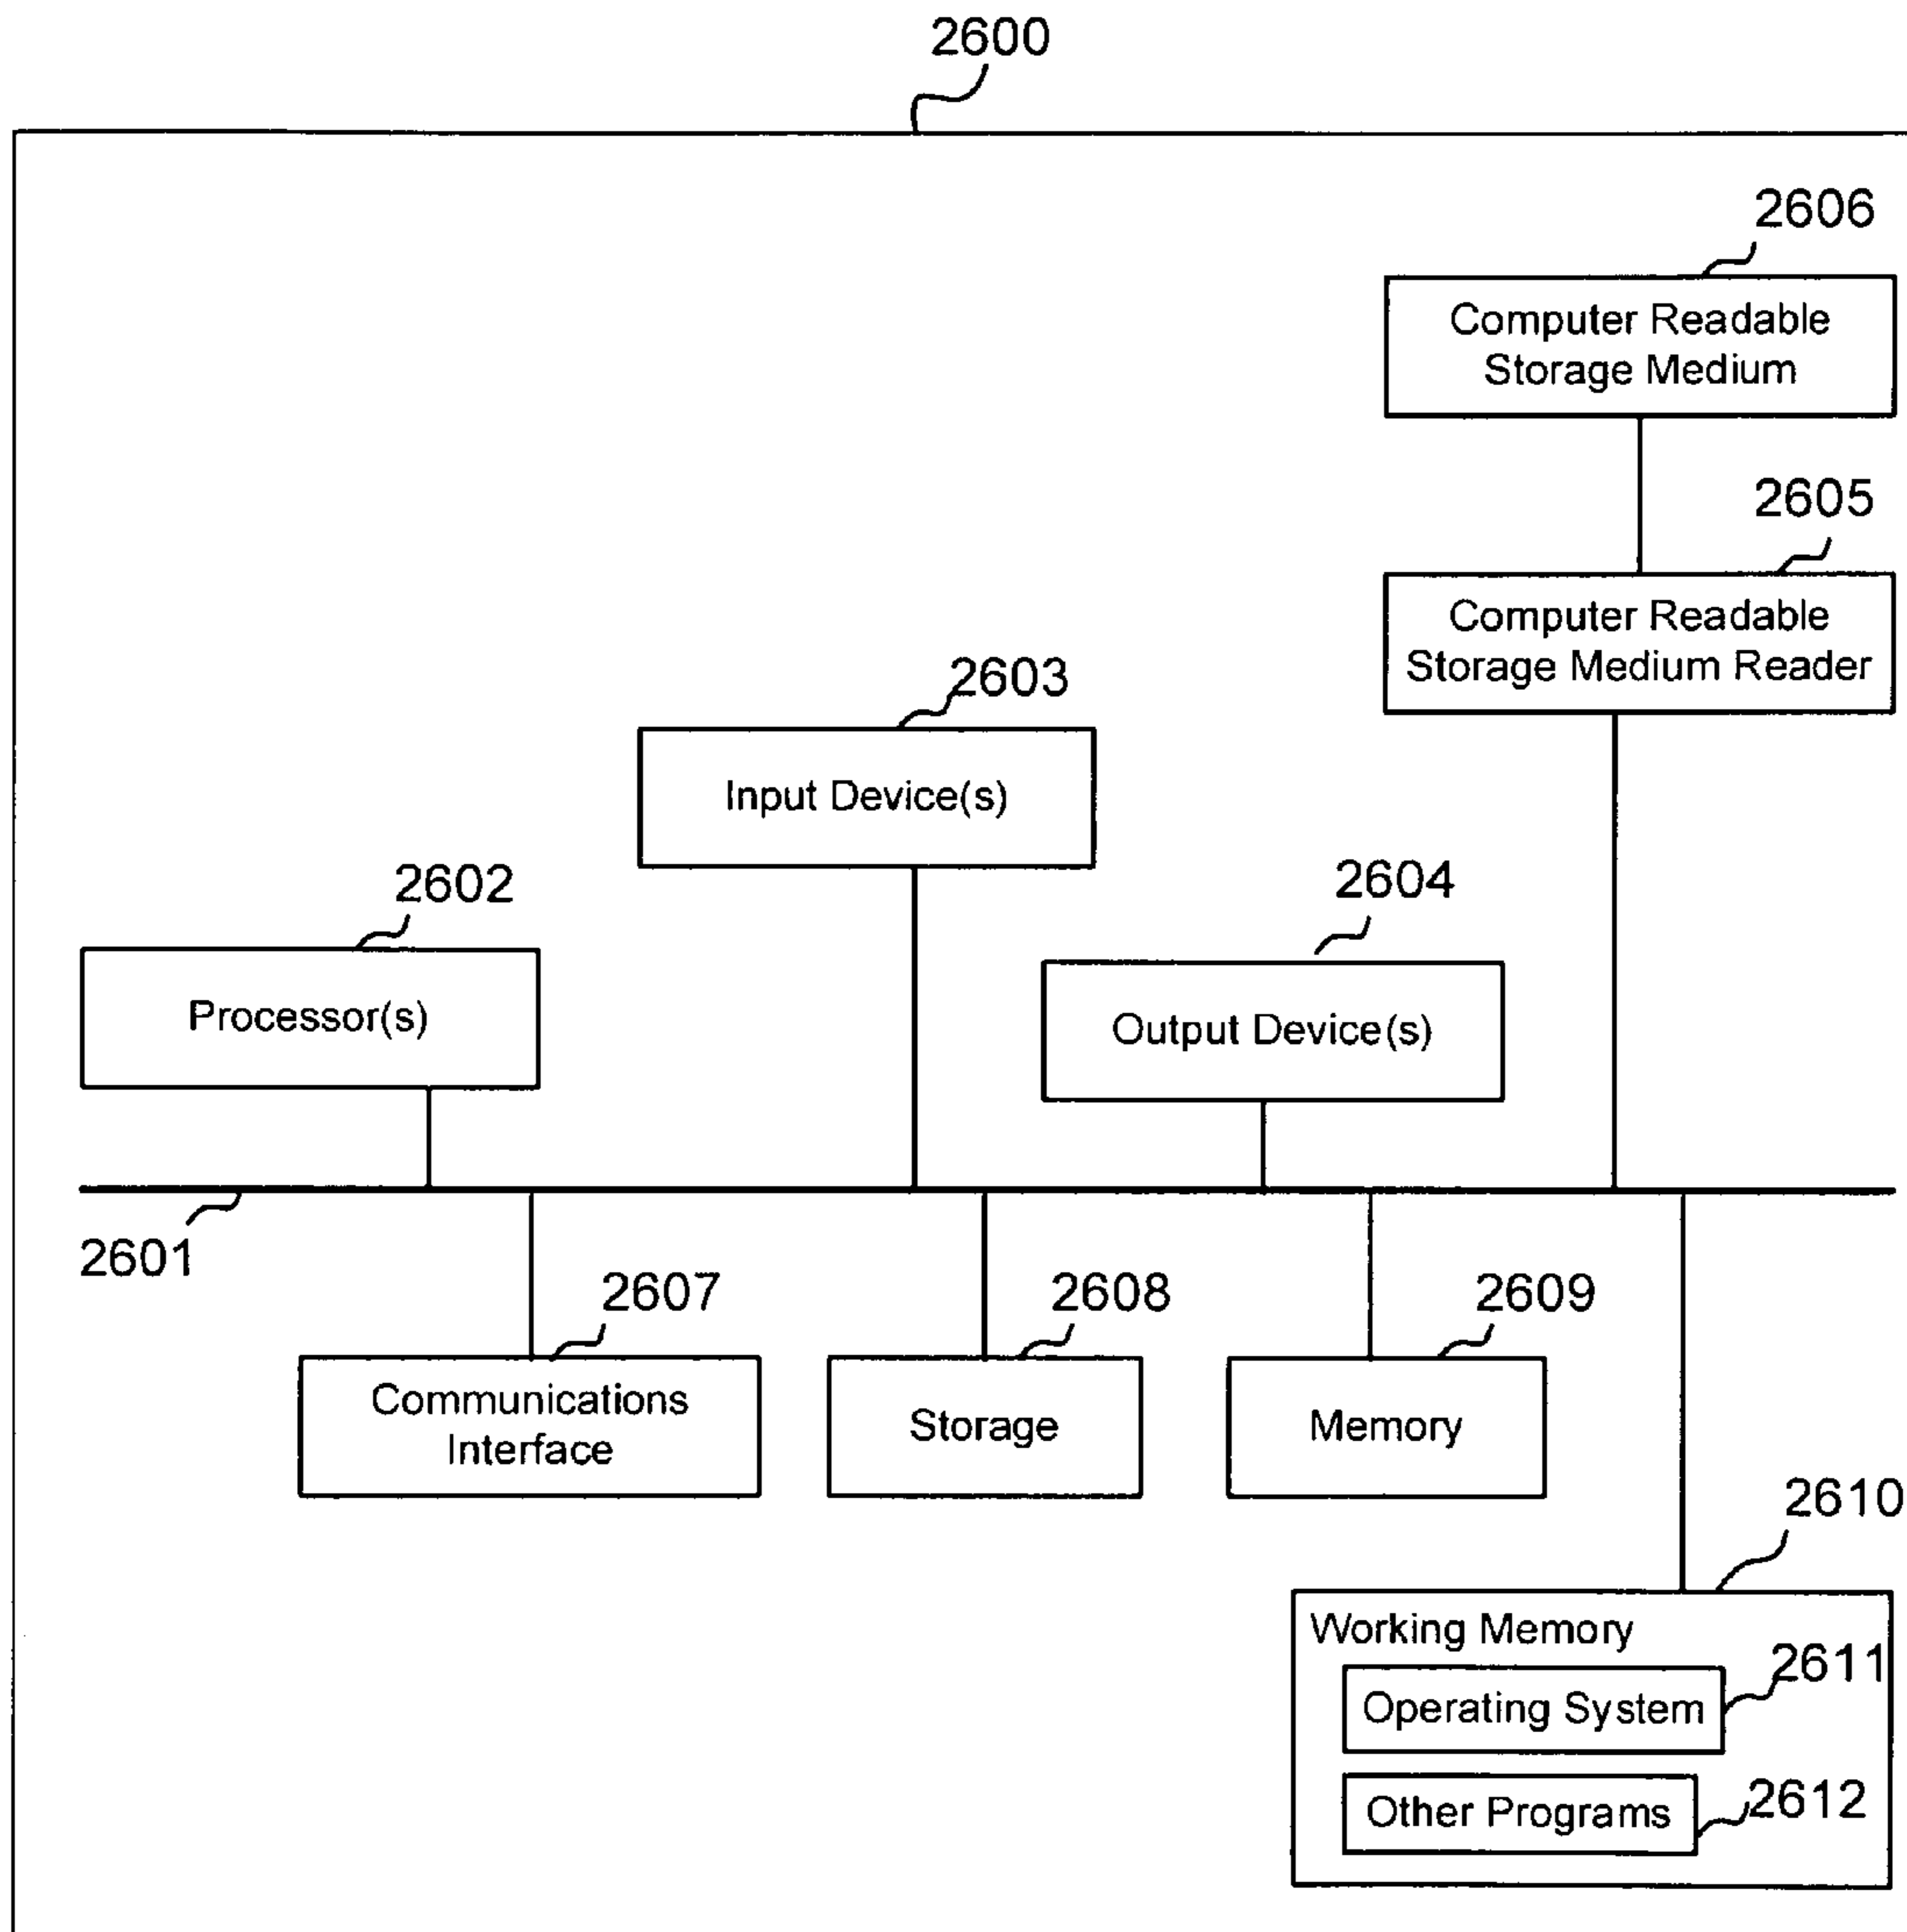 2600
2606
Computer Readable
Storage Medium
2605
Computer Readable
Storage Medium Reader
2603
Input Device(s)
2602
Processor(s)
2604
Output Device(s)
2601
2607
Communications
Interface
2608
Storage
2609
Memory
2610
Working Memory
2611
Operating System
2612
Other Programs